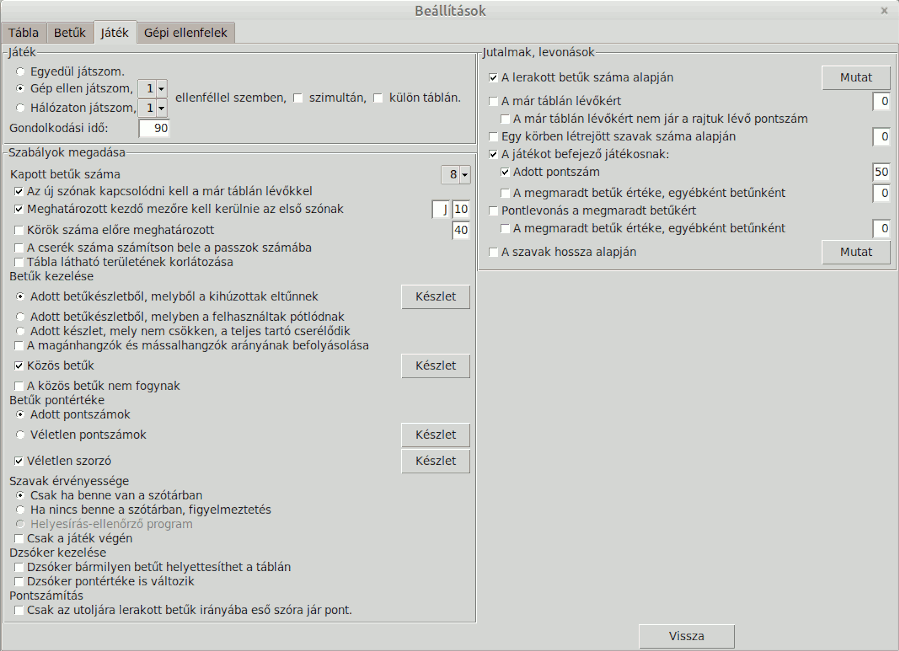 Beállítások
Tábla Betűk Játék Gépi ellenfelek
Játék
Egyedül játszom.
Gép ellen játszom, 1
Hálózaton játszom, 1
ellenféllel szemben, szimultán, külön táblán.
Gondolkodási idő: 90
Szabályok megadása
Kapott betűk száma 8
Az új szónak kapcsolódni kell a már táblán lévőkkel
Meghatározott kezdő mezőre kell kerülnie az első szónak J 10
Körök száma előre meghatározott 40
A cserék száma számítson bele a passzok számába
Tábla látható területének korlátozása
Betűk kezelése
Adott betűkészletből, melyből a kihúzottak eltűnnek Készlet
Adott betűkészletből, melyben a felhasználtak pótlódnak
Adott készlet, mely nem csökken, a teljes tartó cserélődik
A magánhangzók és mássalhangzók arányának befolyásolása
Közös betűk Készlet
A közös betűk nem fogynak
Betűk pontértéke
Adott pontszámok
Véletlen pontszámok Készlet
Véletlen szorzó Készlet
Szavak érvényessége
Csak ha benne van a szótárban
Ha nincs benne a szótárban, figyelmeztetés
Helyesírás-ellenőrző program
Csak a játék végén
Dzsóker kezelése
Dzsóker bármilyen betűt helyettesíthet a táblán
Dzsóker pontértéke is változik
Pontszámítás
Csak az utoljára lerakott betűk irányába eső szóra jár pont.
Jutalmak, levonások
A lerakott betűk száma alapján Mutat
A már táblán lévőkért 0
A már táblán lévőkért nem jár a rajtuk lévő pontszám
Egy körben létrejött szavak száma alapján 0
A játékot befejező játékosnak:
Adott pontszám 50
A megmaradt betűk értéke, egyébként betűnként 0
Pontlevonás a megmaradt betűkért
A megmaradt betűk értéke, egyébként betűnként 0
A szavak hossza alapján Mutat
Vissza